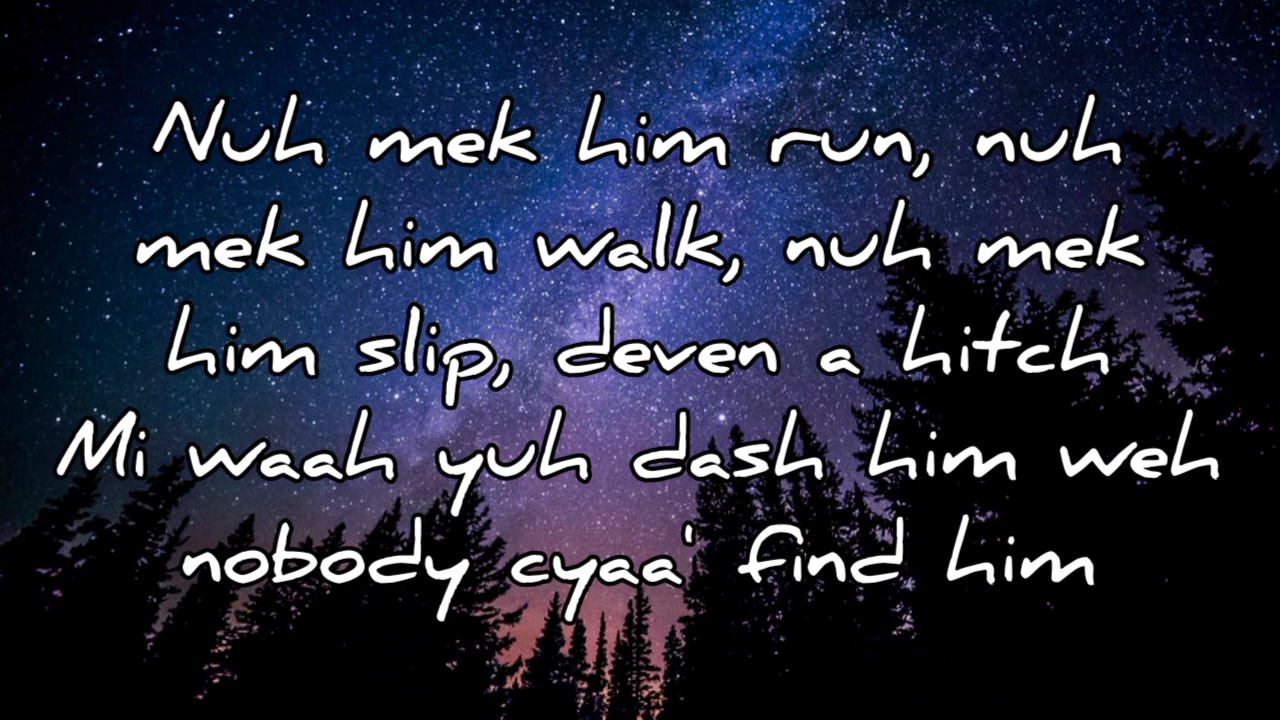 Nuh mek him run, nuh
mek him walk, nuh mek
him slip, deven a hitch
Mi waah yuh dash him weh
nobody cyaa' find him